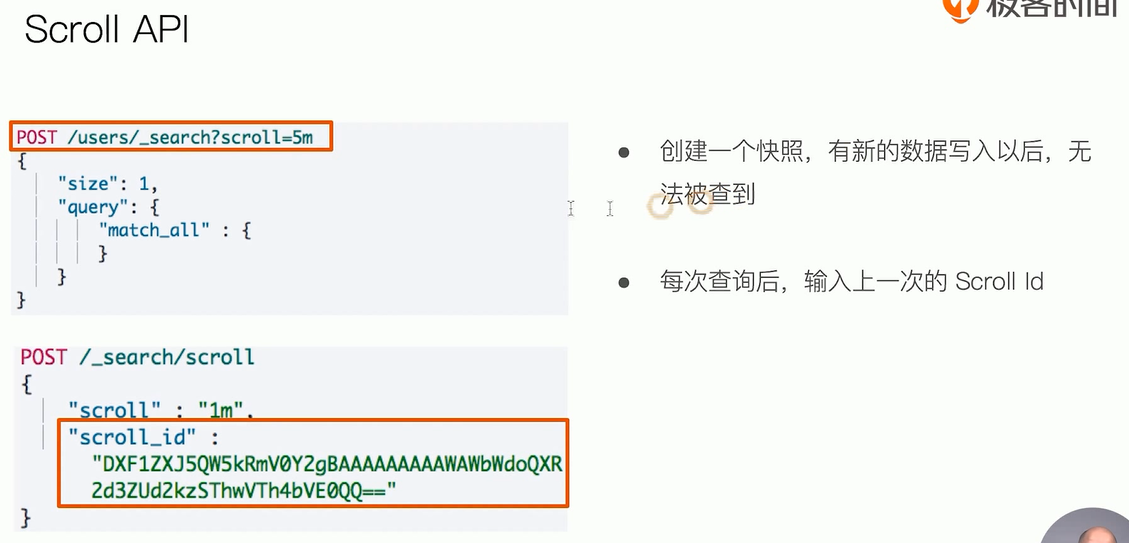 极客时间
Scroll API
POST /users/_search?scroll=5m
{
"size": 1,
"query": {
"match_all" : {
}
}
}
创建一个快照，有新的数据写入以后，无
法被查到
每次查询后，输入上一次的 Scroll Id
POST /_search/scroll
{
"scroll" : "1m",
"scroll_id" :
"DXF1ZXJ5QW5kRmV0Y2gBAAAAAAAAAWAWbWdoQXR
2d3ZUd2kzSThwVTh4bVE0QQ=="
}